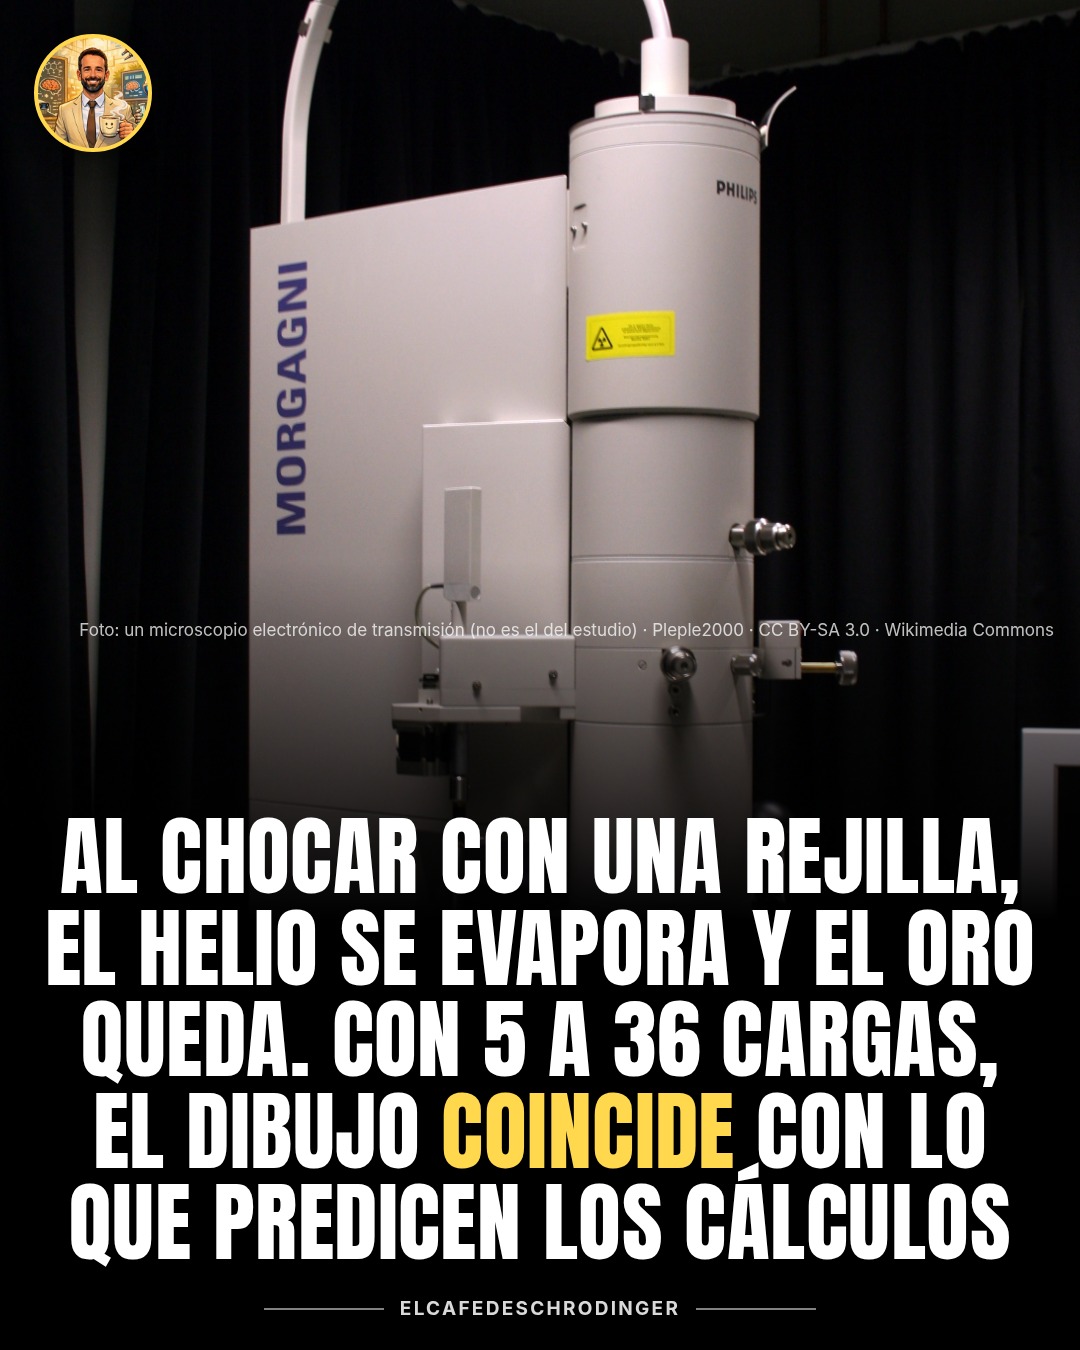 PHILIPS
MORGAGNI
Foto: un microscopio electrónico de transmisión (no es el del estudio) · Pleple2000 · CC BY-SA 3.0 · Wikimedia Commons
AL CHOCAR CON UNA REJILLA,
EL HELIO SE EVAPORA Y EL ORO
QUEDA. CON 5 A 36 CARGAS,
EL DIBUJO COINCIDE CON LO
QUE PREDICEN LOS CÁLCULOS
ELCAFEDESCHRODINGER